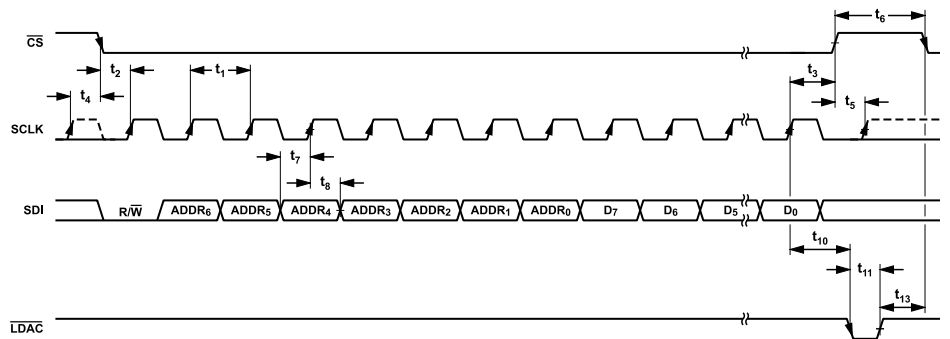 t6
CS
t2
t1
t3
t4
t5
SCLK
t7
t8
SDI
R/W
ADDR6
ADDR5
ADDR4
ADDR3
ADDR2
ADDR1
ADDR0
D7
D6
D5
D0
t10
t11
t13
LDAC